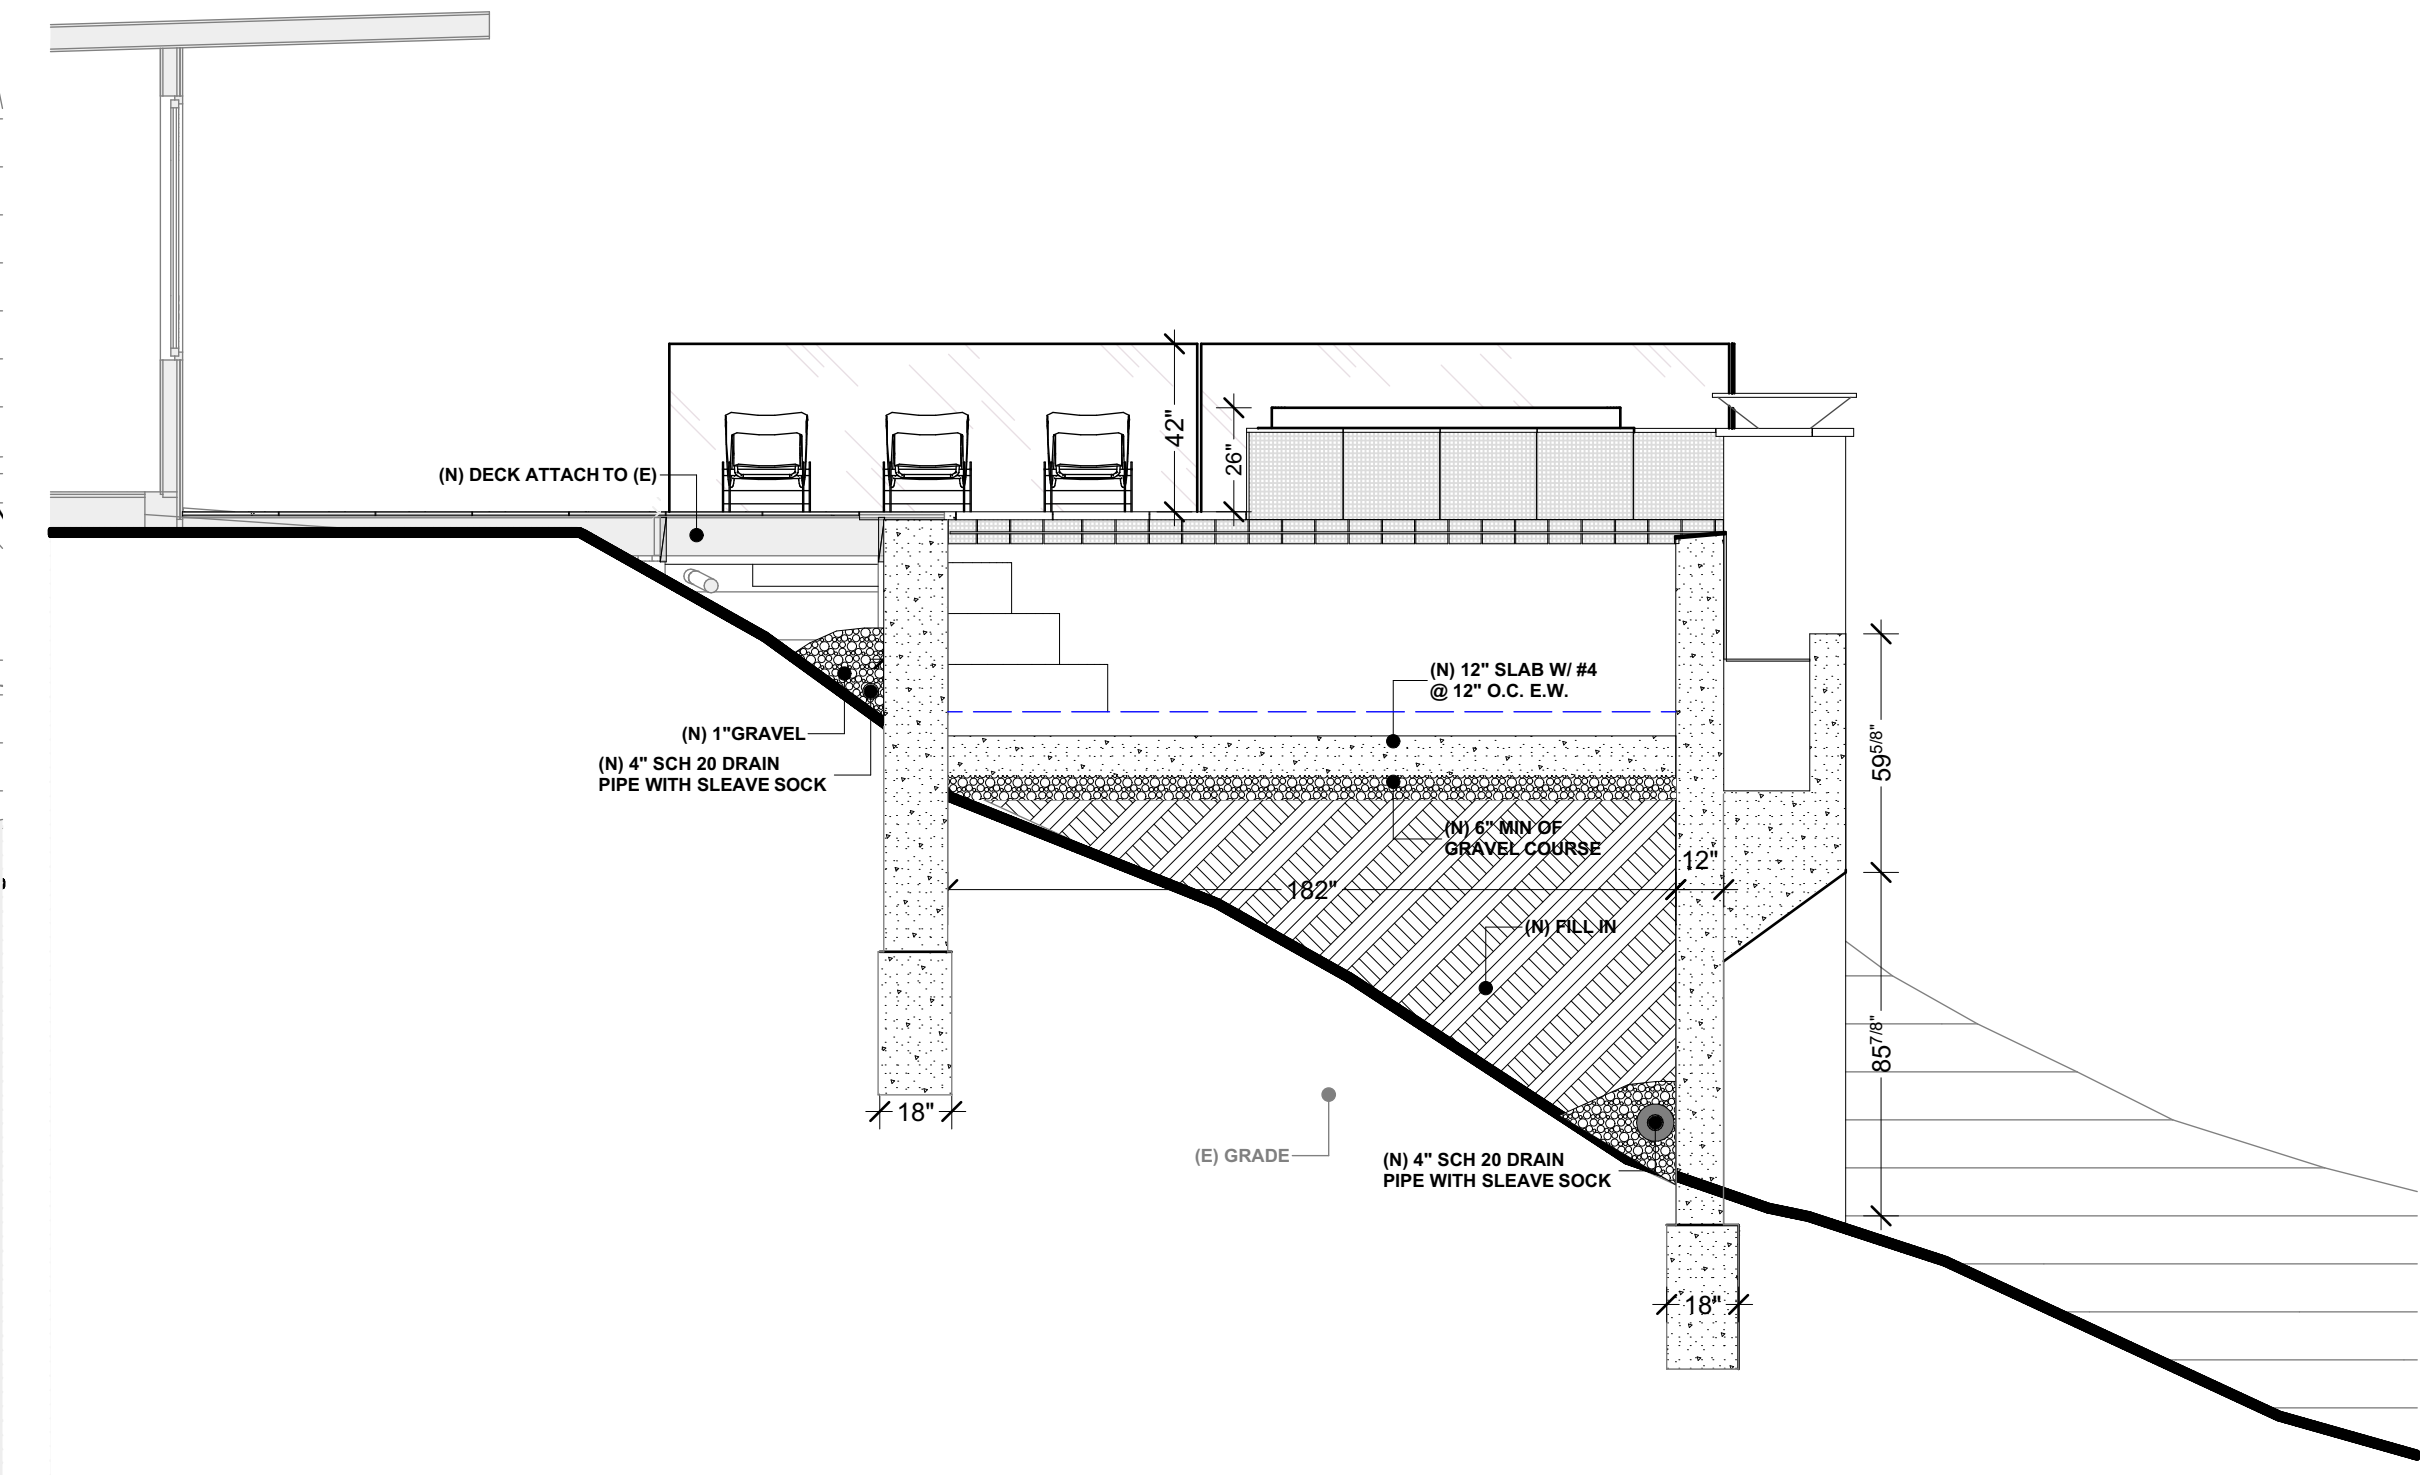 42"
26"
(N) DECK ATTACH TO (E)
(N) 12" SLAB W/ #4
@ 12" O.C. E.W.
(N) 1"GRAVEL
(N) 4" SCH 20 DRAIN
PIPE WITH SLEAVE SOCK
59 5/8"
(N) 6" MIN OF
GRAVEL COURSE
12"
182"
(N) FILL IN
85 7/8"
18"
(E) GRADE
(N) 4" SCH 20 DRAIN
PIPE WITH SLEAVE SOCK
18"